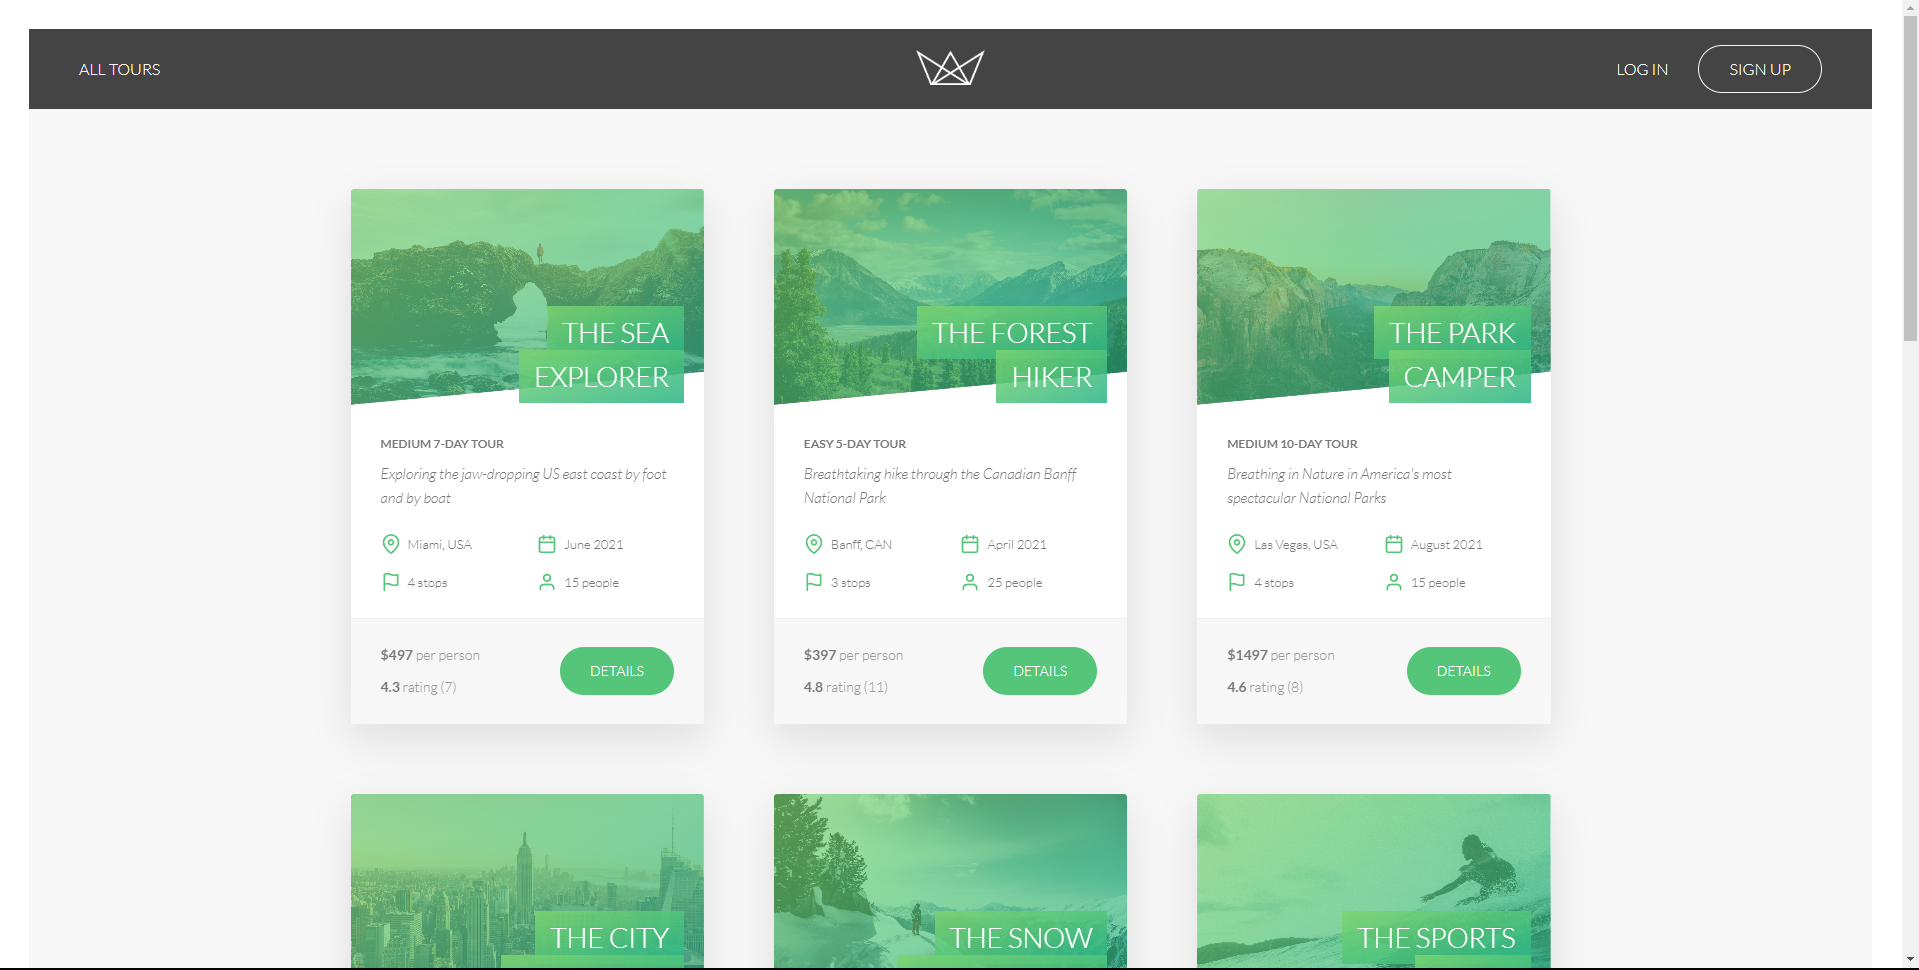 ALL TOURS
LOG IN
SIGN UP
THE SEA
EXPLORER
MEDIUM 7-DAY TOUR
Exploring the jaw-dropping US east coast by foot
and by boat
Miami, USA
June 2021
4 stops
15 people
$497 per person
4.3 rating (7)
DETAILS
THE FOREST
HIKER
EASY 5-DAY TOUR
Breathtaking hike through the Canadian Banff
National Park
Banff, CAN
April 2021
3 stops
25 people
$397 per person
4.8 rating (11)
DETAILS
THE PARK
CAMPER
MEDIUM 10-DAY TOUR
Breathing in Nature in America's most
spectacular National Parks
Las Vegas, USA
August 2021
4 stops
15 people
$1497 per person
4.6 rating (8)
DETAILS
THE CITY
THE SNOW
THE SPORTS